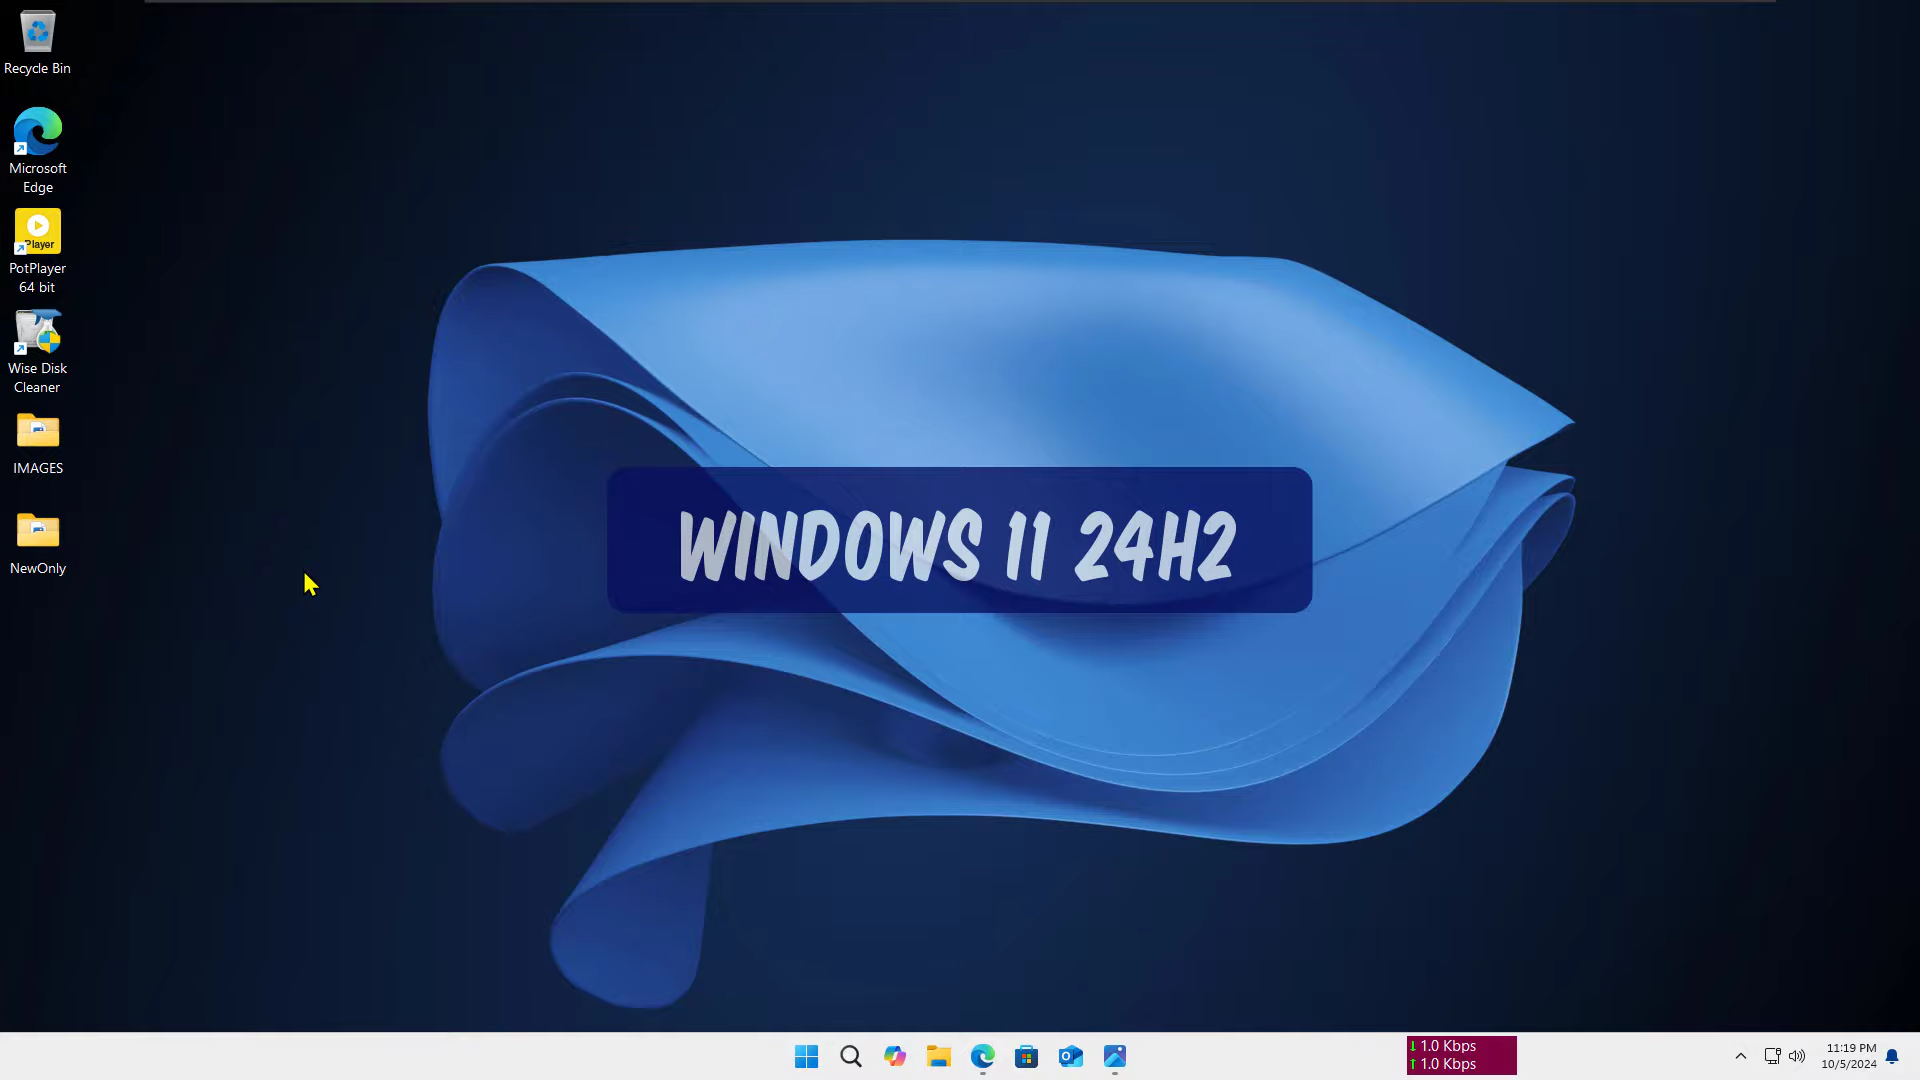 Recycle Bin
Microsoft
Edge
Player
PotPlayer
64 bit
Wise Disk
Cleaner
IMAGES
NewOnly
WINDOWS 11 24H2
↓ 1.0 Kbps
↑ 1.0 Kbps
11:19 PM
10/5/2024